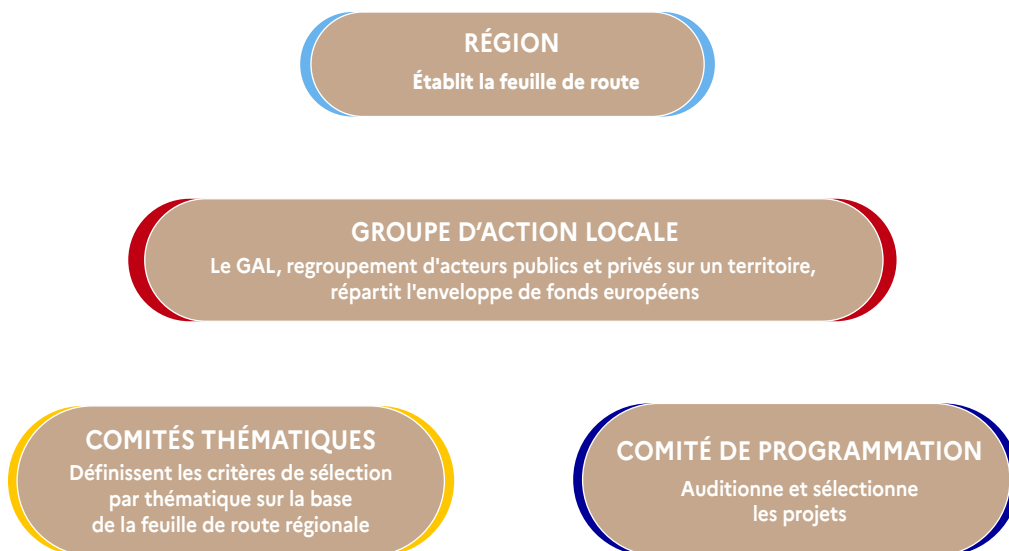 RÉGION
Établit la feuille de route
GROUPE D’ACTION LOCALE
Le GAL, regroupement d'acteurs publics et privés sur un territoire,
répartit l'enveloppe de fonds européens
COMITÉS THÉMATIQUES
Définissent les critères de sélection
par thématique sur la base
de la feuille de route régionale
COMITÉ DE PROGRAMMATION
Auditionne et sélectionne
les projets